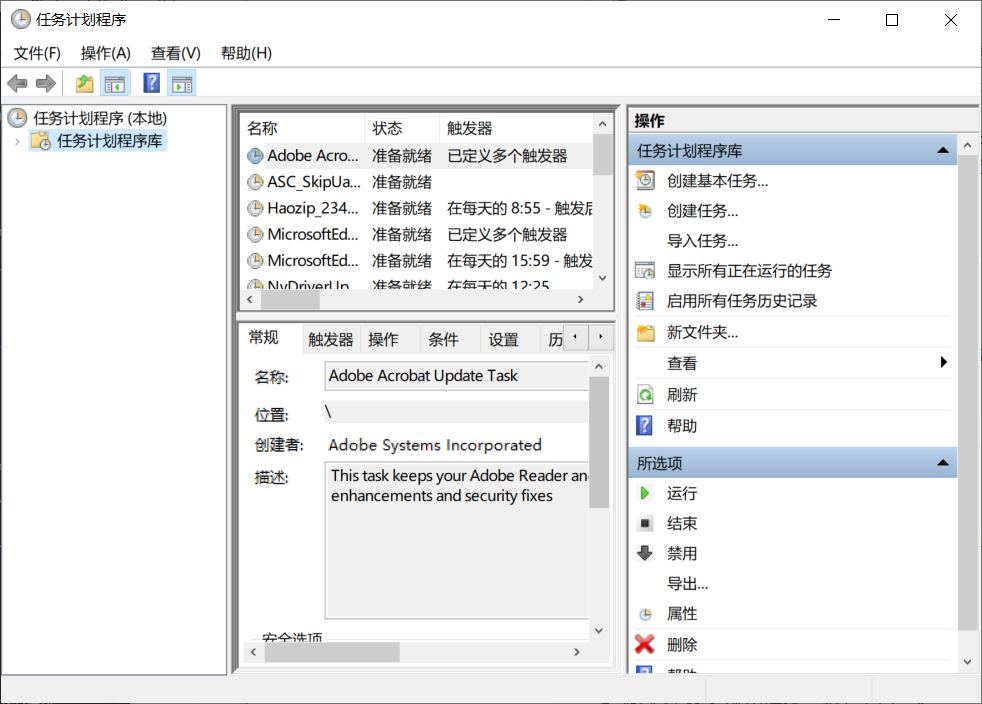 任务计划程序
文件(F) 操作(A) 查看(V) 帮助(H)
任务计划程序 (本地)
任务计划程序库
名称 状态 触发器
Adobe Acro... 准备就绪 已定义多个触发器
ASC_SkipUa... 准备就绪
Haozip_234... 准备就绪 在每天的 8:55 - 触发后
MicrosoftEd... 准备就绪 已定义多个触发器
MicrosoftEd... 准备就绪 在每天的 15:59 - 触发
NvDriverUp... 准备就绪 在每天的 12:25
常规 触发器 操作 条件 设置 历
名称: Adobe Acrobat Update Task
位置: \
创建者: Adobe Systems Incorporated
描述: This task keeps your Adobe Reader an
enhancements and security fixes
安全选项
操作
任务计划程序库
创建基本任务...
创建任务...
导入任务...
显示所有正在运行的任务
启用所有任务历史记录
新文件夹...
查看
刷新
帮助
所选项
运行
结束
禁用
导出...
属性
删除
帮助